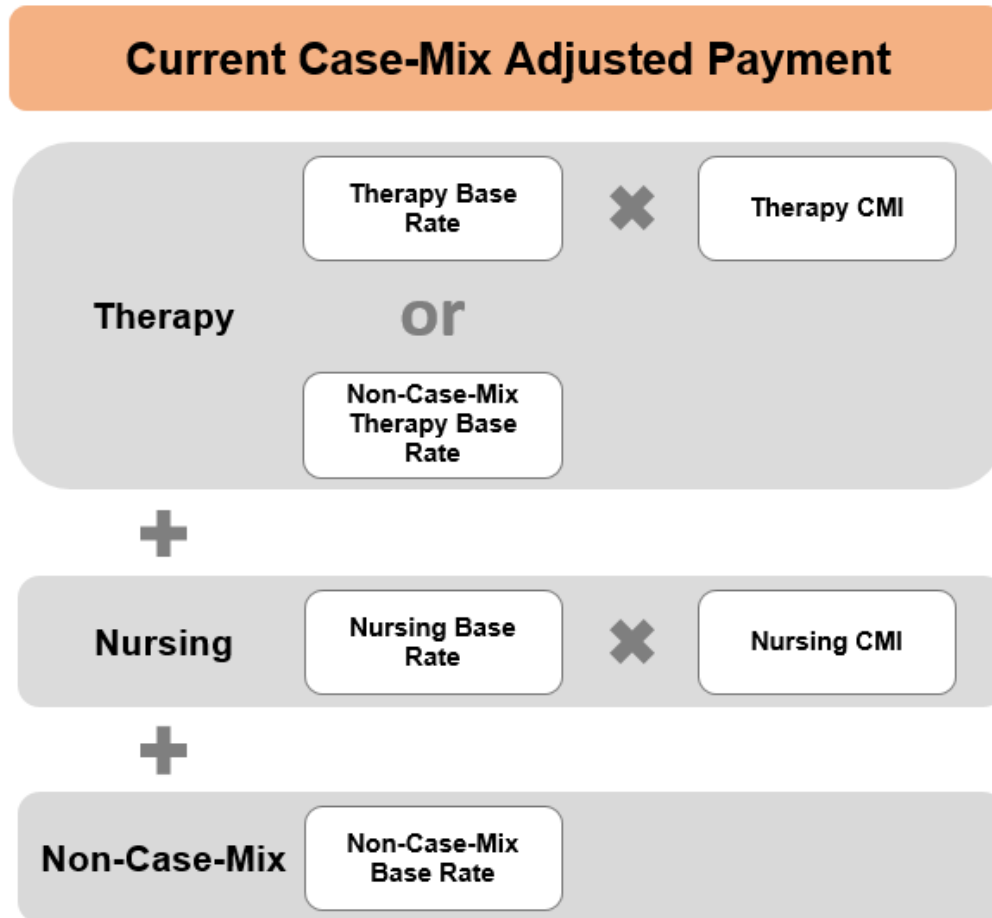 Current Case-Mix Adjusted Payment
Therapy Base
Rate
Therapy CMI
Therapy
or
Non-Case-Mix
Therapy Base
Rate
Nursing
Nursing Base
Rate
Nursing CMI
Non-Case-Mix
Non-Case-Mix
Base Rate